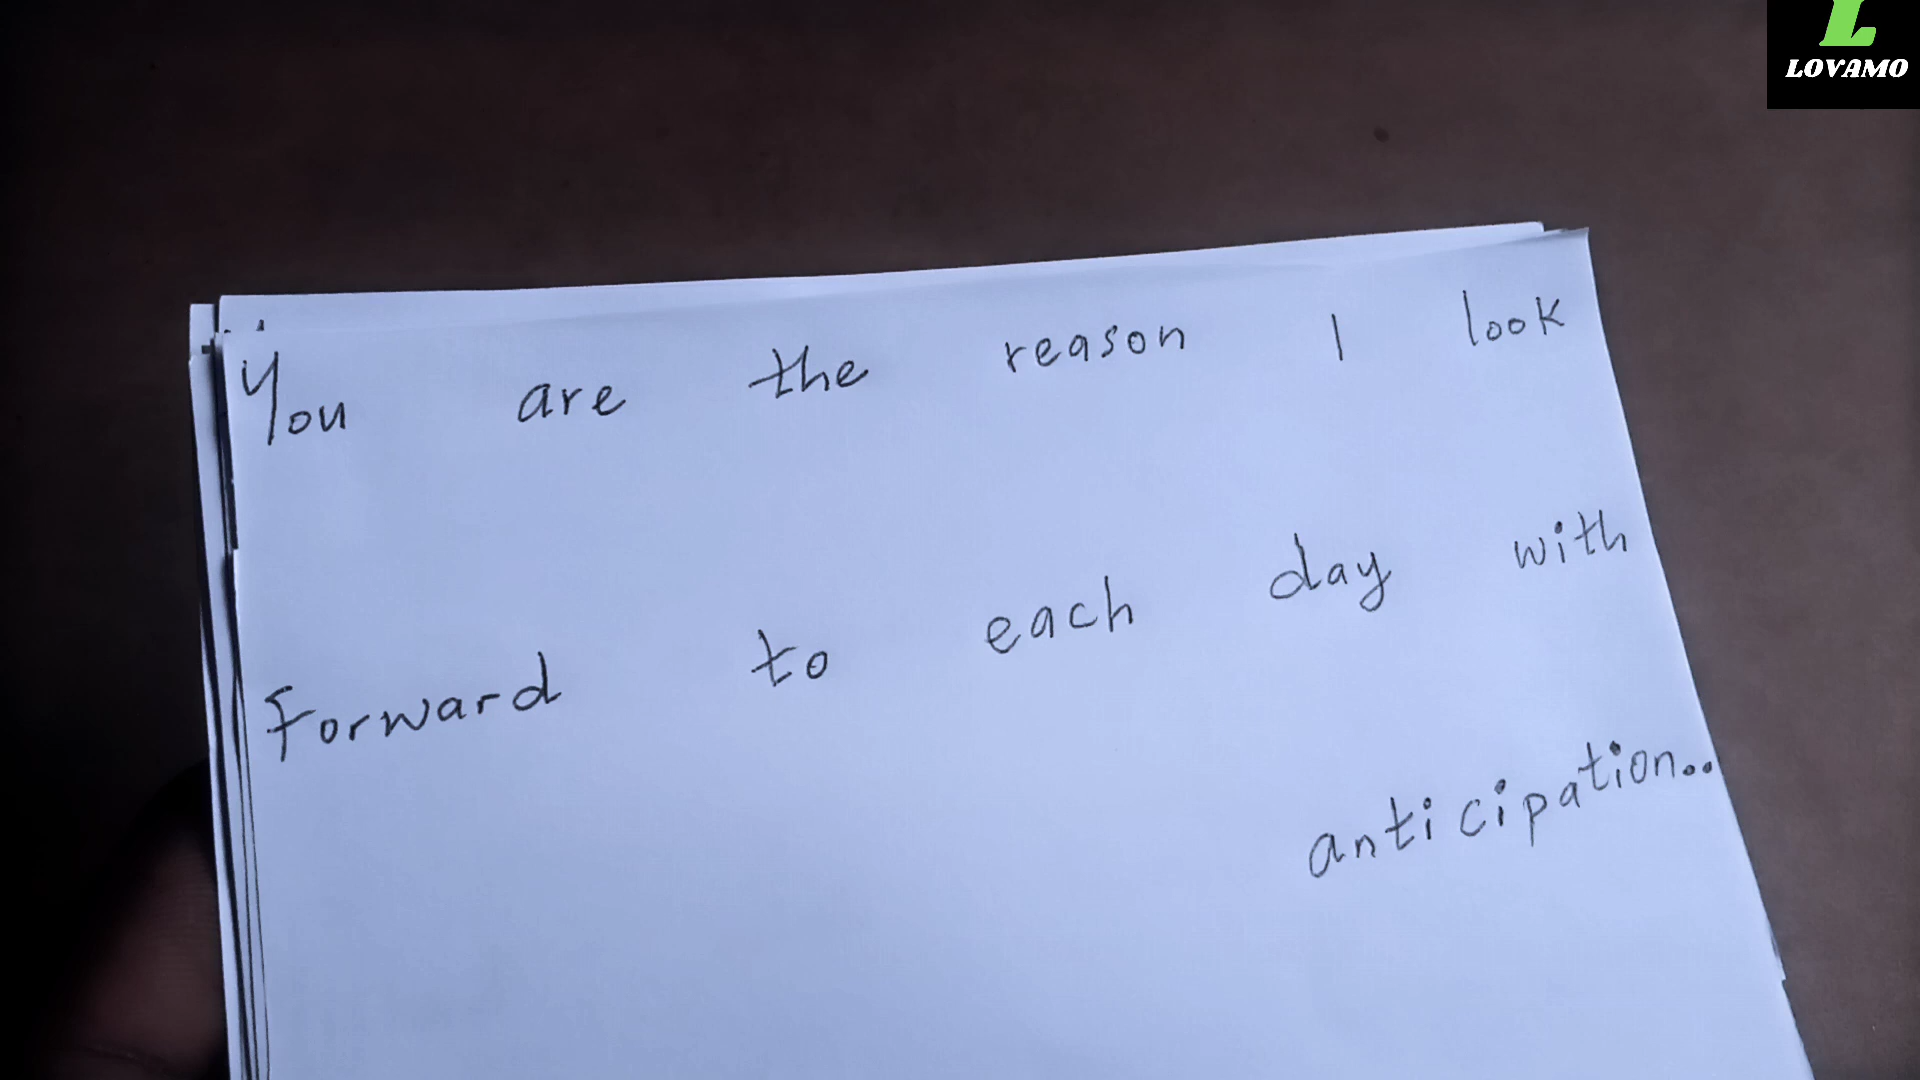 L
LOVAMO
You are the reason I look
Forward to each day with
anticipation..